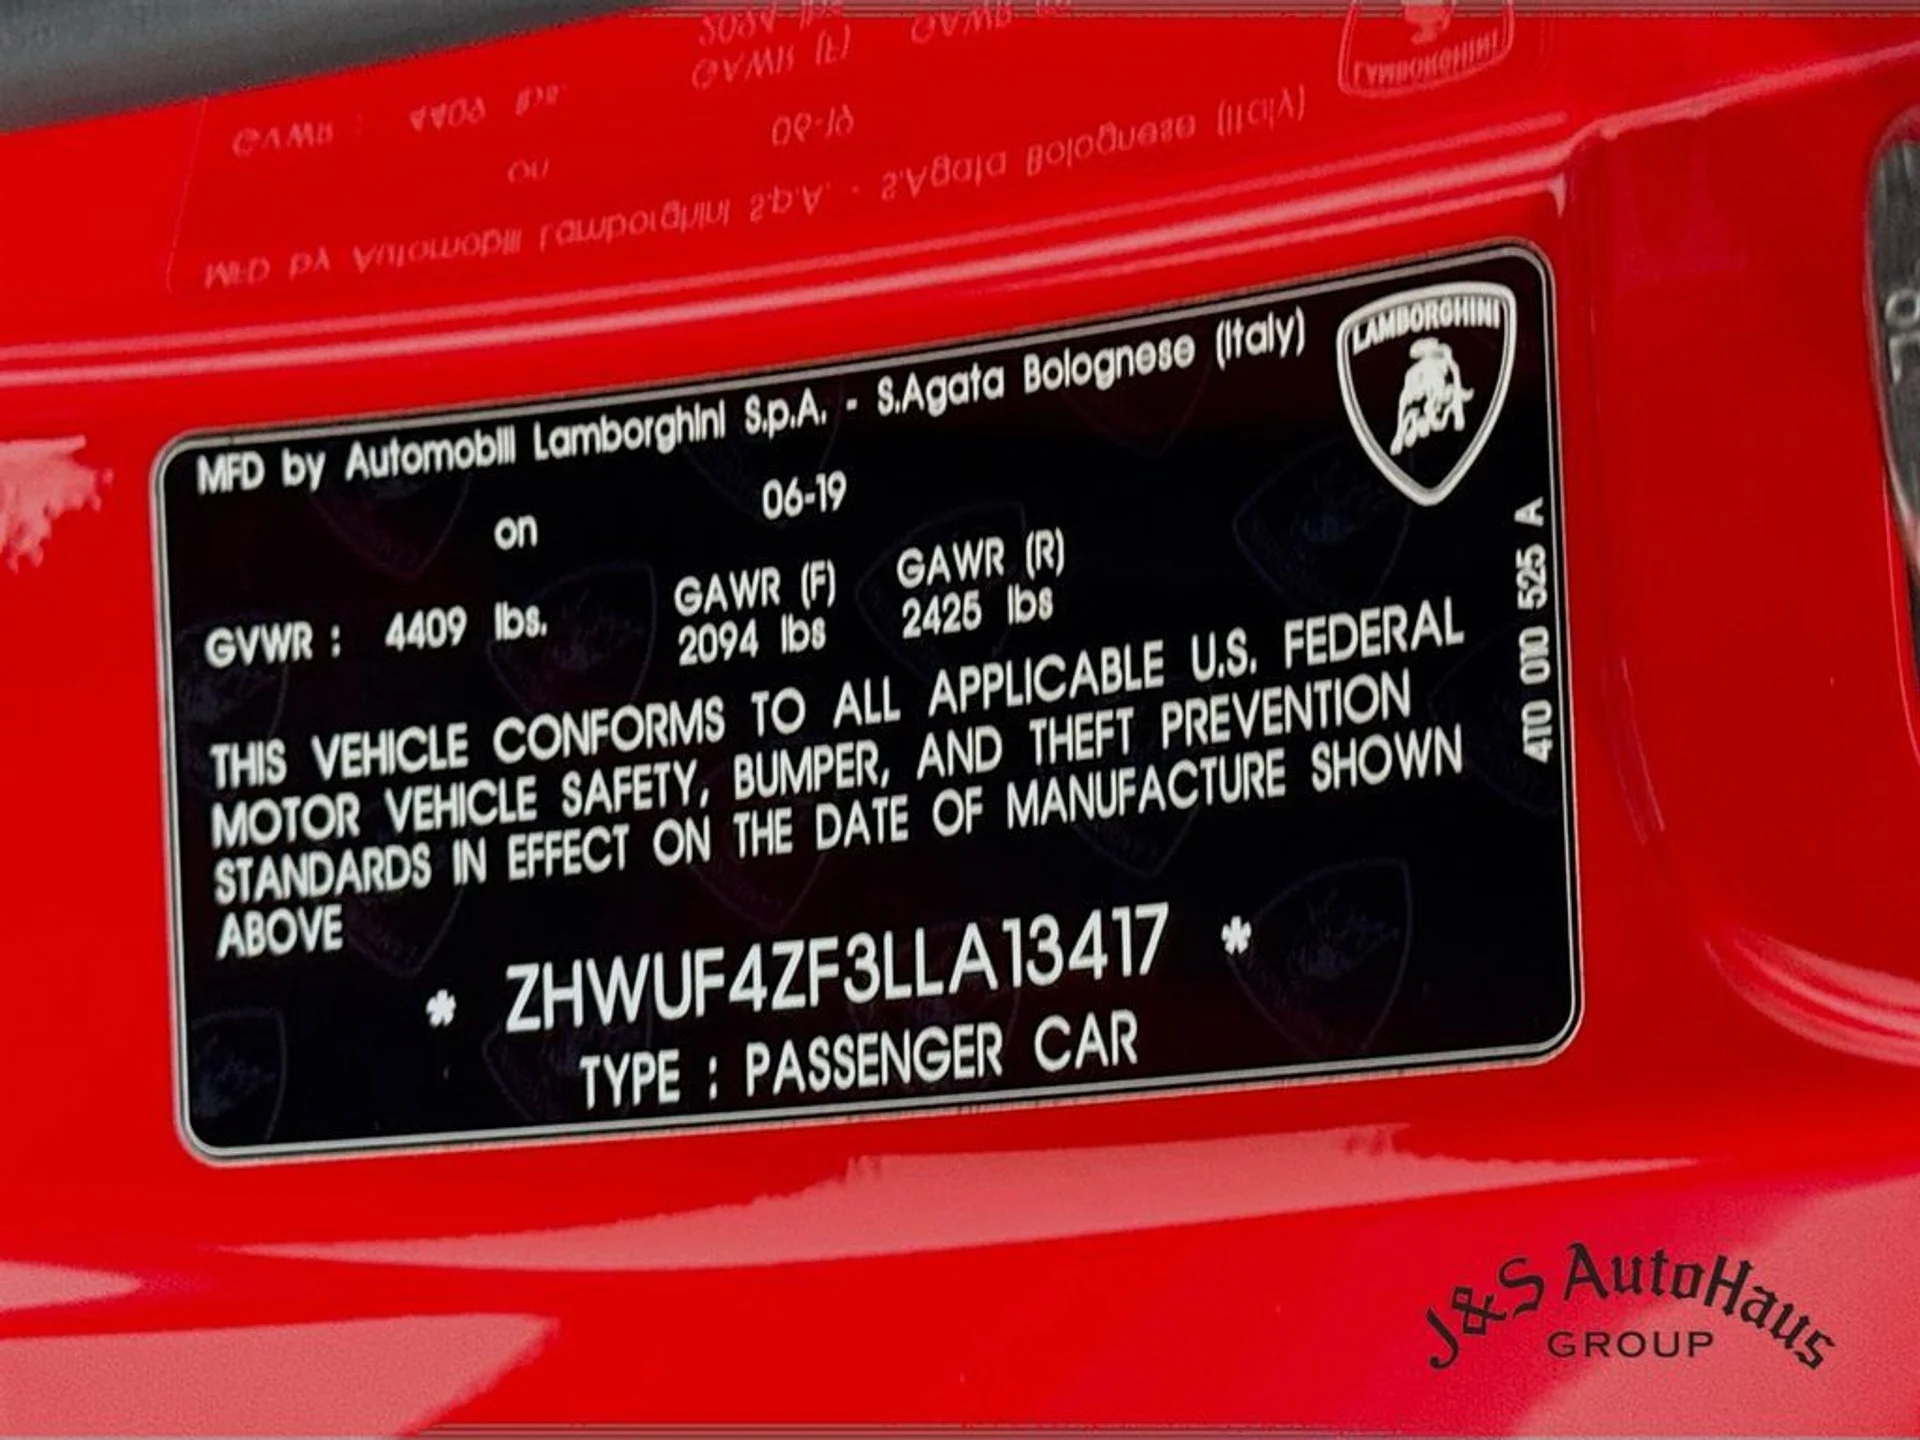 MFD by Automobili Lamborghini S.p.A. - S.Agata Bolognese (Italy)
LAMBORGHINI
on 06-19
GVWR : 4409 lbs. GAWR (F) 2094 lbs GAWR (R) 2425 lbs
THIS VEHICLE CONFORMS TO ALL APPLICABLE U.S. FEDERAL
MOTOR VEHICLE SAFETY, BUMPER, AND THEFT PREVENTION
STANDARDS IN EFFECT ON THE DATE OF MANUFACTURE SHOWN
ABOVE
* ZHWUF4ZF3LLA13417 *
TYPE : PASSENGER CAR
4T0 010 525 A
J&S AutoHaus
GROUP